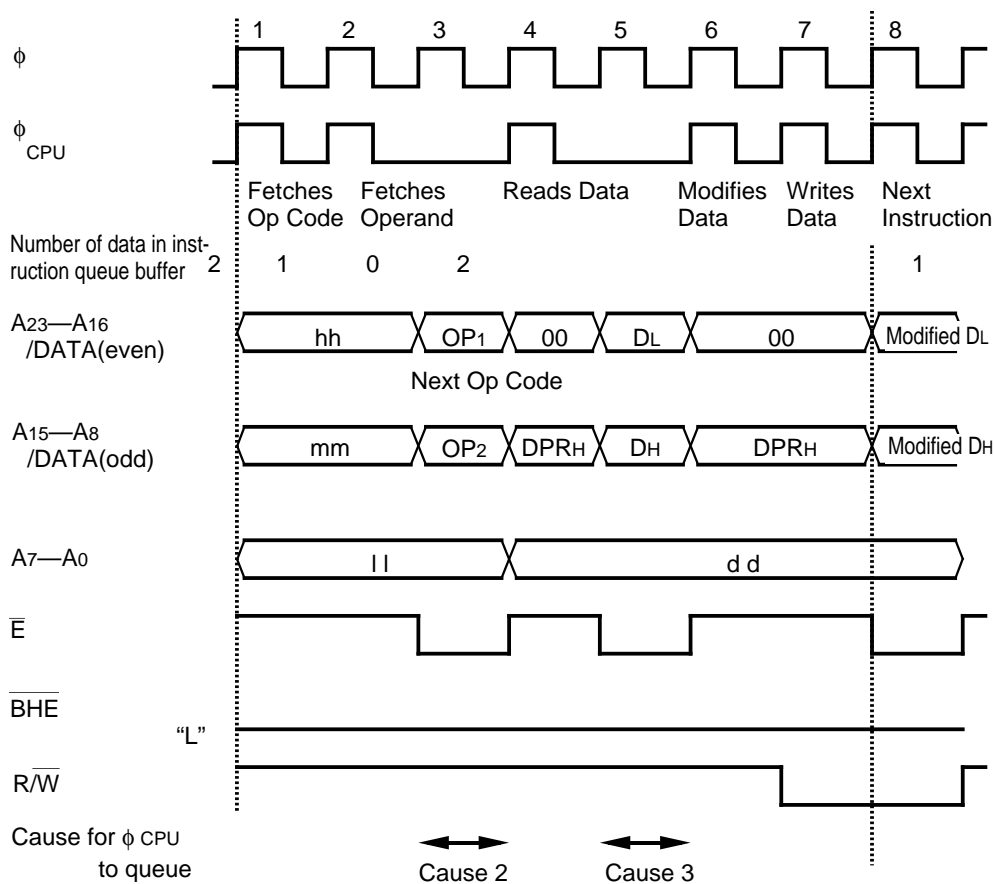 1 2 3 4 5 6 7 8
ϕ
ϕ CPU
Fetches Op Code
Fetches Operand
Reads Data
Modifies Data
Writes Data
Next Instruction
Number of data in inst-
ruction queue buffer 2 1 0 2 1
A23—A16
/DATA(even)
hh OP1 00 DL 00 Modified DL
Next Op Code
A15—A8
/DATA(odd)
mm OP2 DPRH DH DPRH Modified DH
A7—A0
l l d d
E
BHE
“L”
R/W
Cause for ϕ CPU
to queue
Cause 2 Cause 3